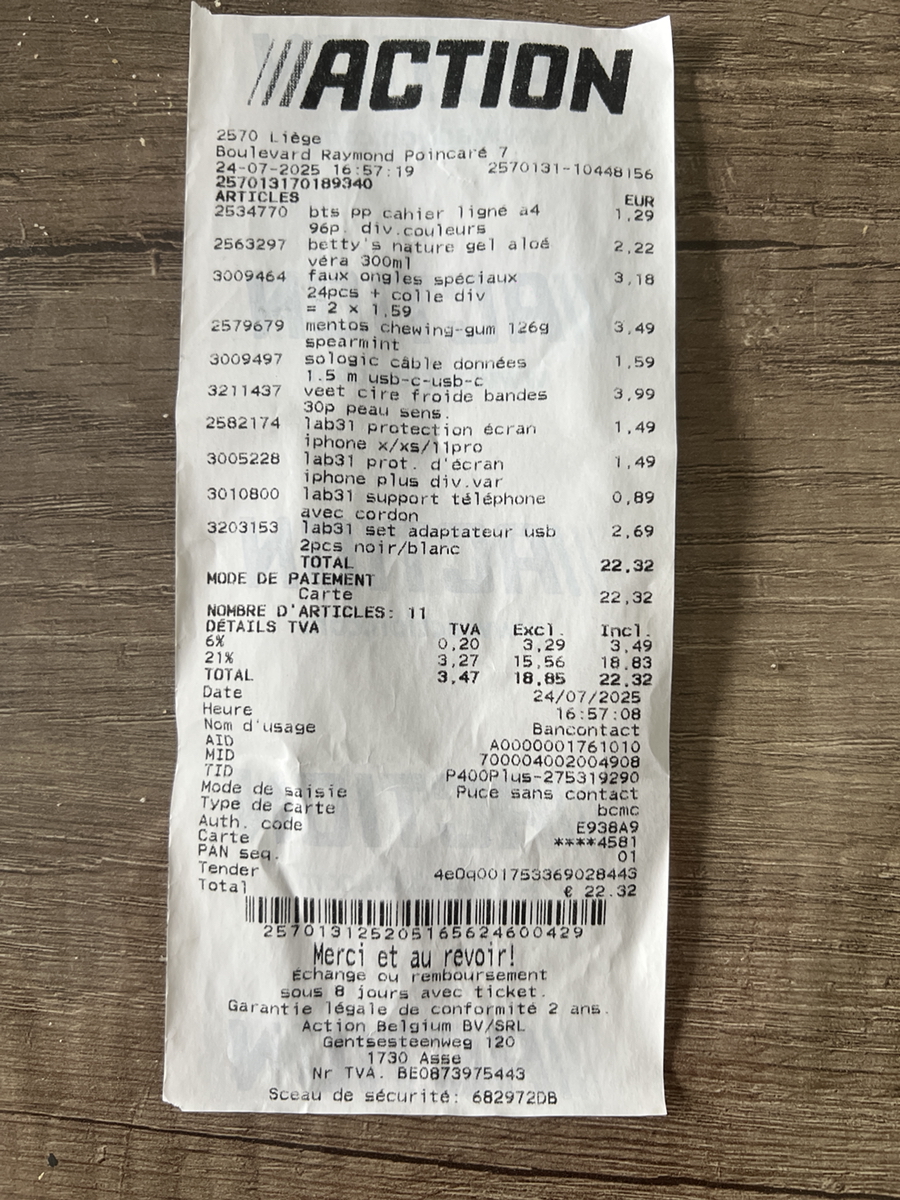 ///ACTION
2570 Liège
Boulevard Raymond Poincaré 7
24-07-2025 16:57:19 2570131-10448156
257013170189340
ARTICLES EUR
2534770 bts pp cahier ligné a4 1,29
96p. div.couleurs
2563297 betty's nature gel aloé 2,22
véra 300ml
3009464 faux ongles spéciaux 3,18
24pcs + colle div
= 2 x 1,59
2579679 mentos chewing-gum 126g 3,49
spearmint
3009497 sologic câble données 1,59
1.5 m usb-c-usb-c
3211437 veet cire froide bandes 3,99
30p peau sens.
2582174 lab31 protection écran 1,49
iphone x/xs/11pro
3005228 lab31 prot. d'écran 1,49
iphone plus div.var
3010800 lab31 support téléphone 0,89
avec cordon
3203153 lab31 set adaptateur usb 2,69
2pcs noir/blanc
TOTAL 22,32
MODE DE PAIEMENT
Carte 22,32
NOMBRE D'ARTICLES: 11
DÉTAILS TVA TVA Excl. Incl.
6% 0,20 3,29 3,49
21% 3,27 15,56 18,83
TOTAL 3,47 18,85 22,32
Date 24/07/2025
Heure 16:57:08
Nom d'usage Bancontact
AID A0000001761010
MID 700004002004908
TID P400Plus-275319290
Mode de saisie Puce sans contact
Type de carte bcmc
Auth. code E938A9
Carte ****4581
PAN seq. 01
Tender 4e0q001753369028443
Total € 22.32
257013125205165624600429
Merci et au revoir!
Échange ou remboursement
sous 8 jours avec ticket.
Garantie légale de conformité 2 ans.
Action Belgium BV/SRL
Gentsesteenweg 120
1730 Asse
Nr TVA. BE0873975443
Sceau de sécurité: 682972DB